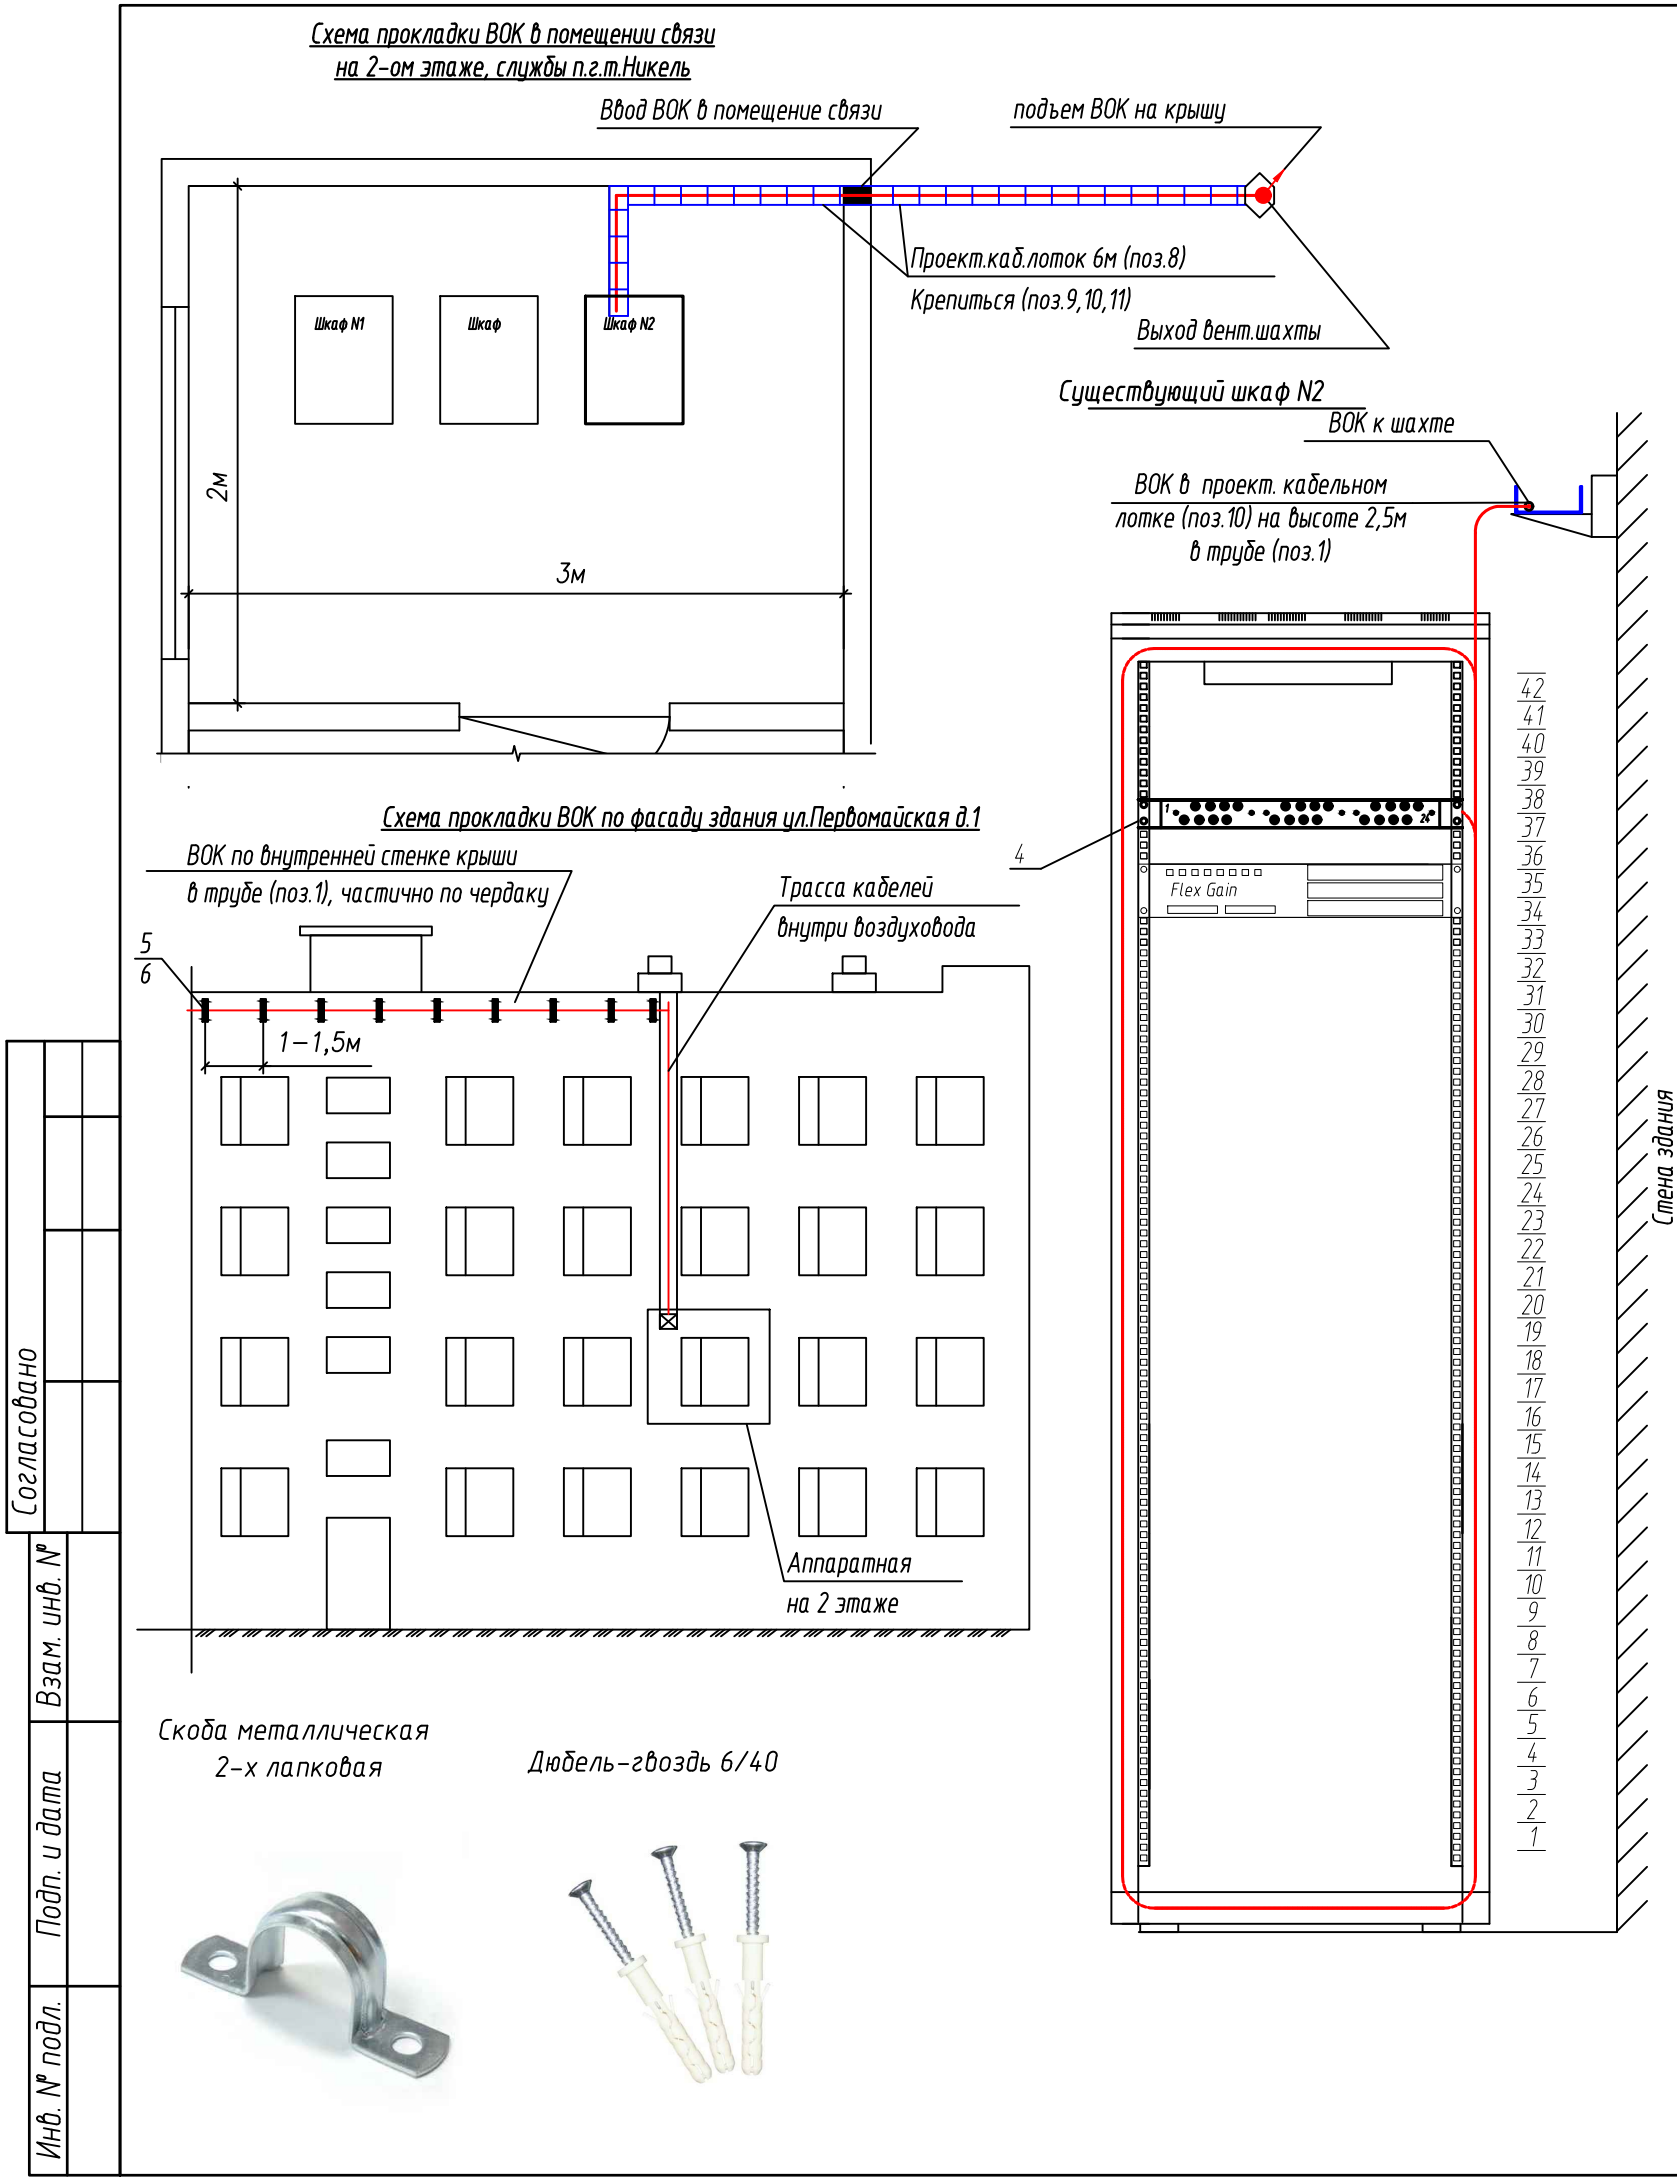 Схема прокладки ВОК в помещении связи
на 2-ом этаже, службы п.г.т.Никель
Ввод ВОК в помещение связи
подъем ВОК на крышу
Проект.каб.лоток 6м (поз.8)
Крепиться (поз.9,10,11)
Выход вент.шахты
Шкаф N1
Шкаф
Шкаф N2
2м
3м
Существующий шкаф N2
ВОК к шахте
ВОК в проект. кабельном
лотке (поз.10) на высоте 2,5м
в трубе (поз.1)
42
41
40
39
38
37
36
35
34
33
32
31
30
29
28
27
26
25
24
23
22
21
20
19
18
17
16
15
14
13
12
11
10
9
8
7
6
5
4
3
2
1
1
24
4
Flex Gain
Стена здания
Схема прокладки ВОК по фасаду здания ул.Первомайская д.1
ВОК по внутренней стенке крыши
в трубе (поз.1), частично по чердаку
Трасса кабелей
внутри воздуховода
5
6
1-1,5м
Аппаратная
на 2 этаже
Скоба металлическая
2-х лапковая
Дюбель-гвоздь 6/40
Согласовано
Взам. инв. №
Подп. и дата
Инв. № подл.